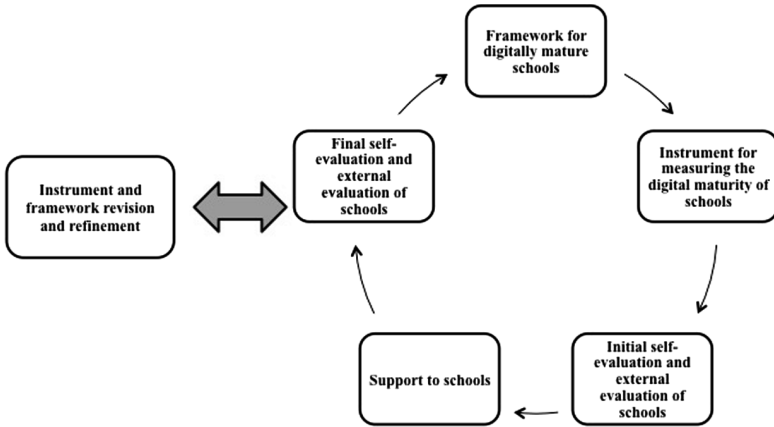 Framework for
digitally mature
schools
Instrument for
measuring the
digital maturity of
schools
Initial self-
evaluation and
external
evaluation of
schools
Support to schools
Final self-
evaluation and
external
evaluation of
schools
Instrument and
framework revision
and refinement